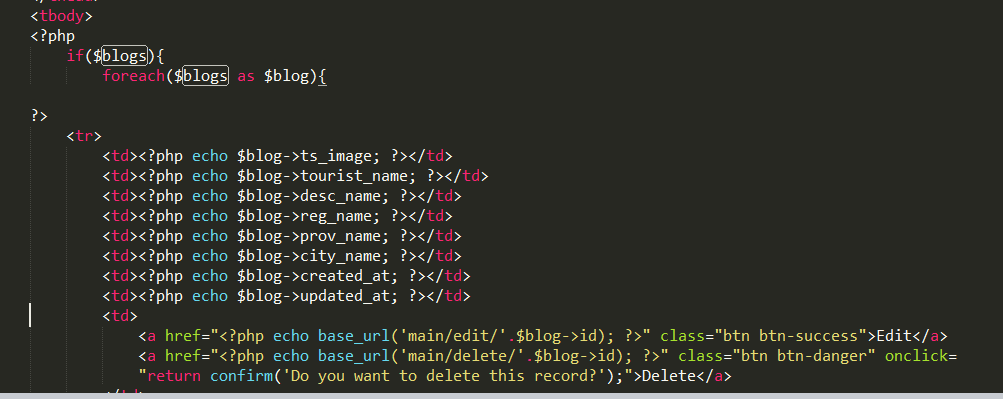 <tbody>
<?php
if($blogs){
foreach($blogs as $blog){
?>
<tr>
<td><?php echo $blog->ts_image; ?></td>
<td><?php echo $blog->tourist_name; ?></td>
<td><?php echo $blog->desc_name; ?></td>
<td><?php echo $blog->reg_name; ?></td>
<td><?php echo $blog->prov_name; ?></td>
<td><?php echo $blog->city_name; ?></td>
<td><?php echo $blog->created_at; ?></td>
<td><?php echo $blog->updated_at; ?></td>
<td>
<a href="<?php echo base_url('main/edit/'.$blog->id); ?>" class="btn btn-success">Edit</a>
<a href="<?php echo base_url('main/delete/'.$blog->id); ?>" class="btn btn-danger" onclick=
"return confirm('Do you want to delete this record?');">Delete</a>